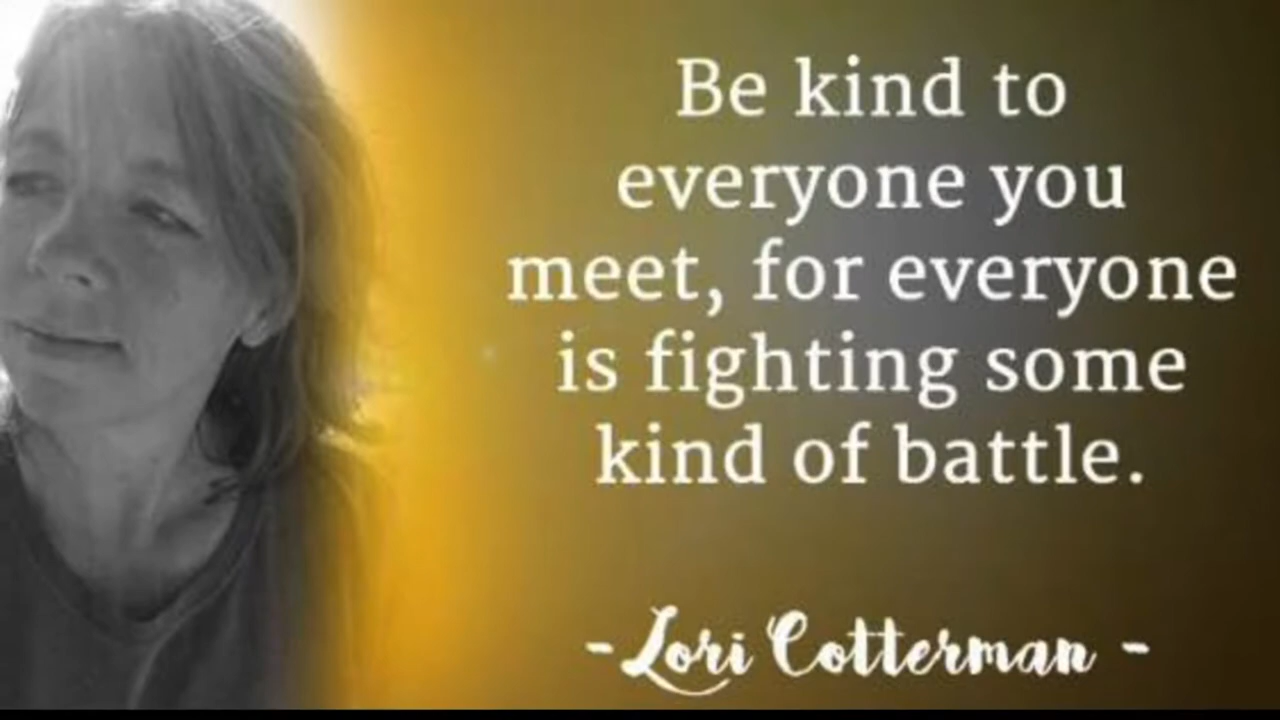 Be kind to
everyone you
meet, for everyone
is fighting some
kind of battle.
-Lori Cotterman -